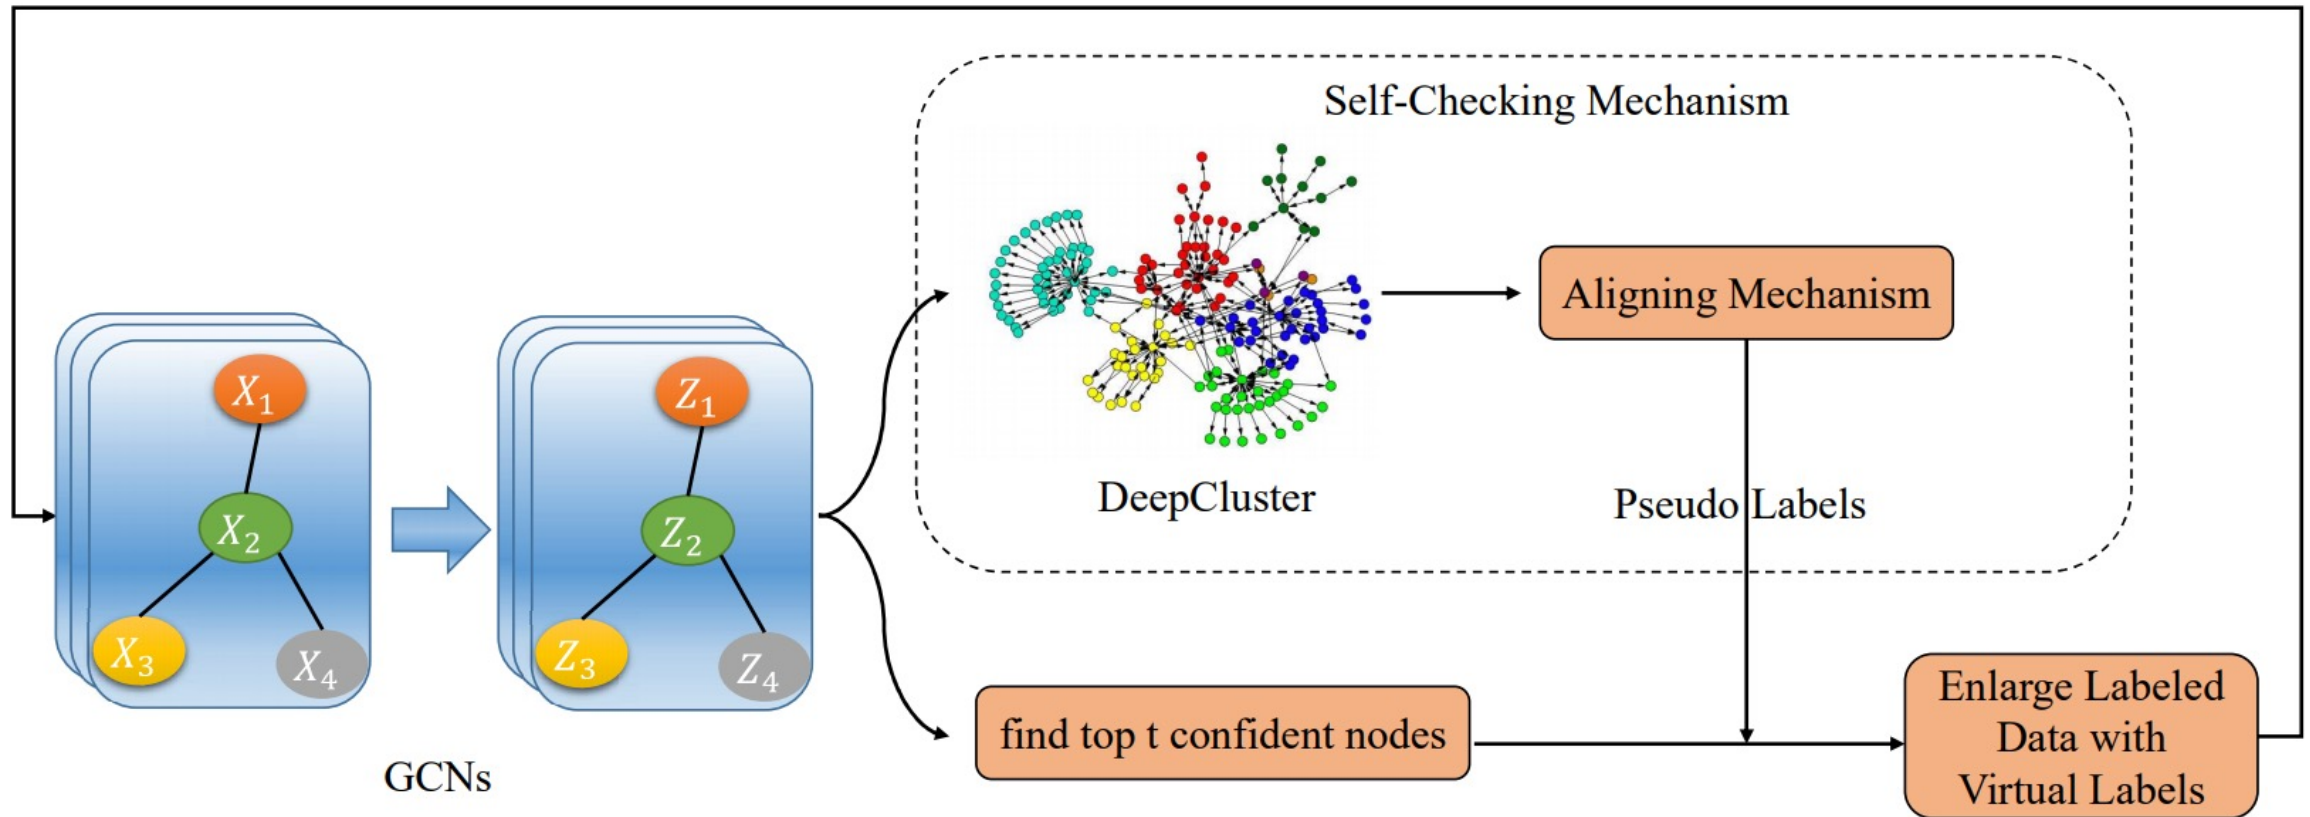 Self-Checking Mechanism
Aligning Mechanism
DeepCluster
Pseudo Labels
X1
X2
X3
X4
Z1
Z2
Z3
Z4
GCNs
find top t confident nodes
Enlarge Labeled
Data with
Virtual Labels